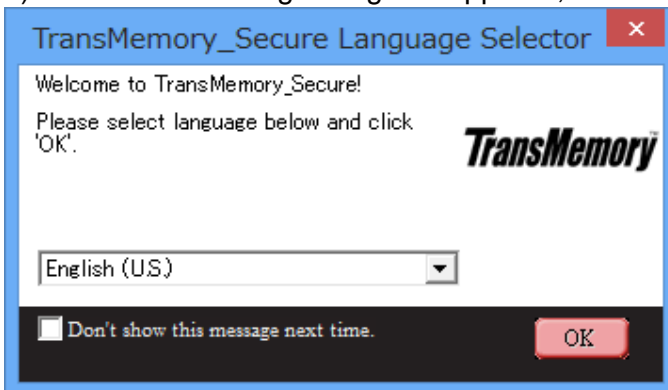 TransMemory_Secure Language Selector
Welcome to TransMemory_Secure!
Please select language below and click
'OK'.
TransMemory™
English (U.S.)
Don't show this message next time.
OK